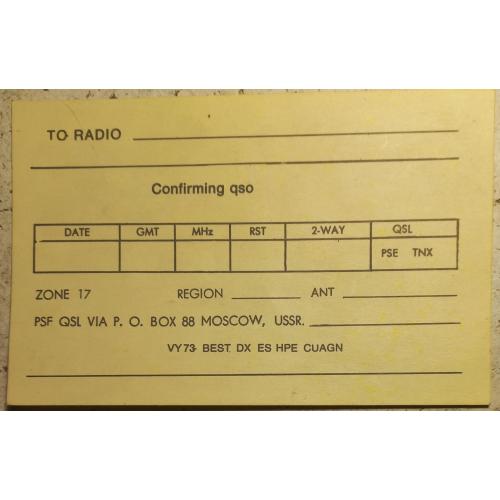 TO RADIO
Confirming qso
DATE GMT MHz RST 2-WAY QSL
PSE TNX
ZONE 17 REGION ANT
PSF QSL VIA P. O. BOX 88 MOSCOW, USSR.
VY73 BEST DX ES HPE CUAGN